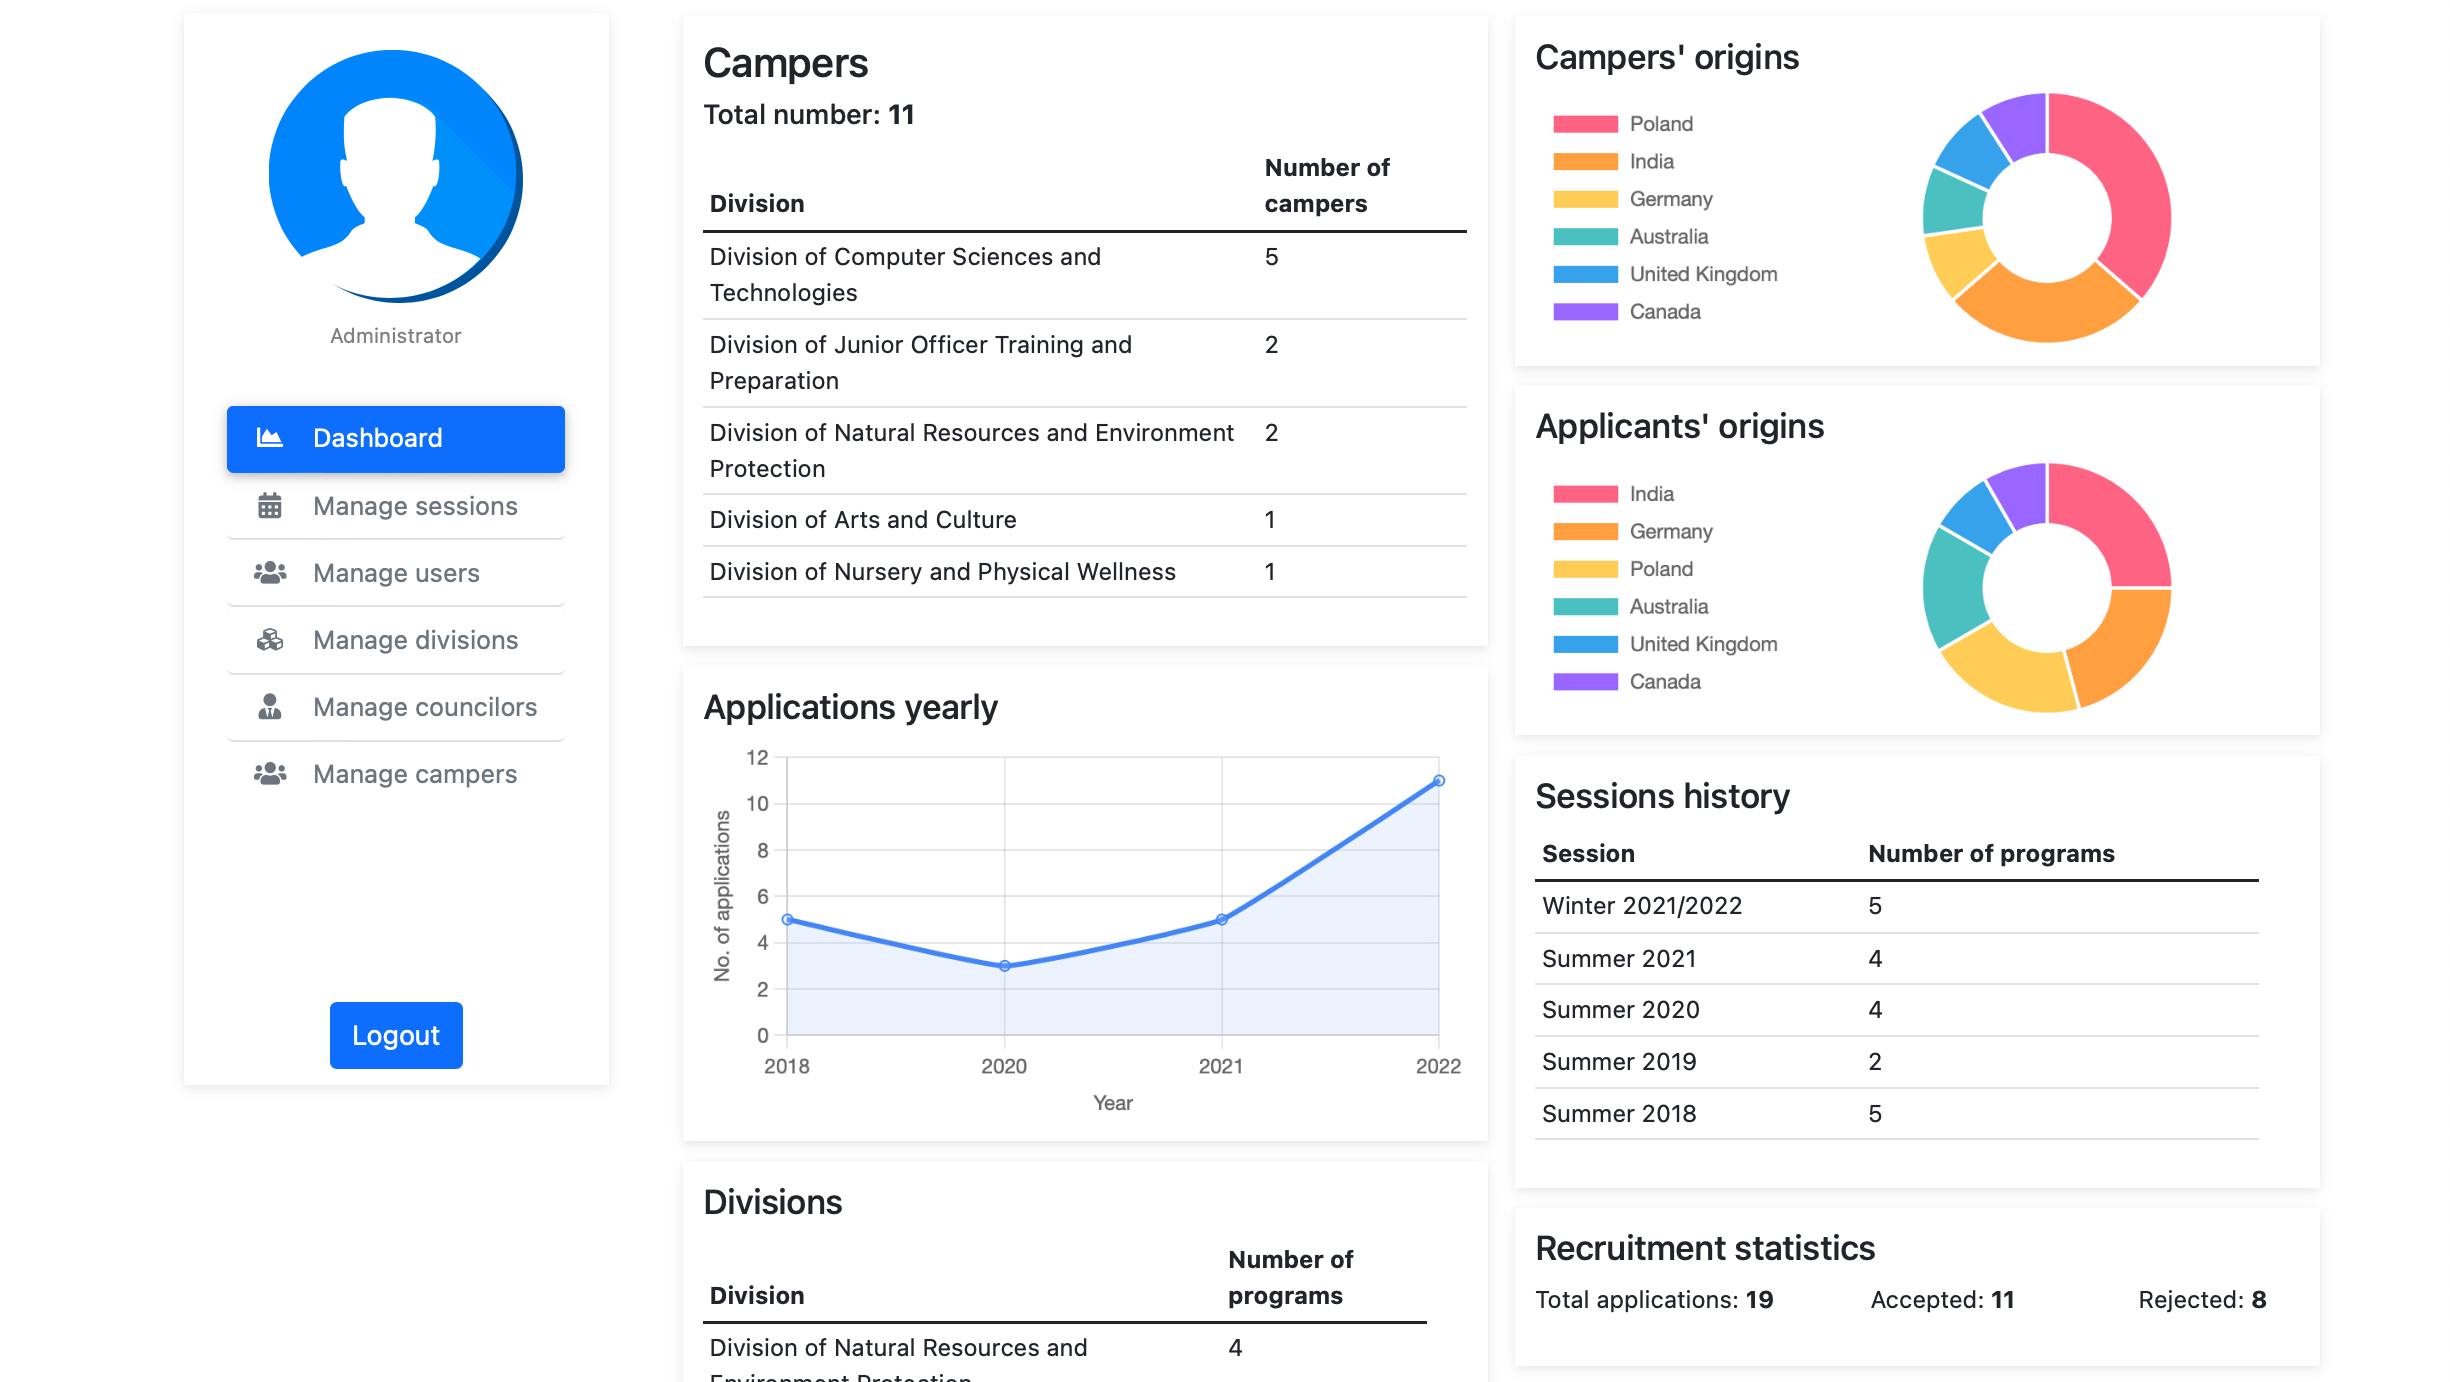 Administrator
Dashboard
Manage sessions
Manage users
Manage divisions
Manage councilors
Manage campers
Logout
Campers
Total number: 11
Division
Number of
campers
Division of Computer Sciences and
Technologies
5
Division of Junior Officer Training and
Preparation
2
Division of Natural Resources and Environment
Protection
2
Division of Arts and Culture
1
Division of Nursery and Physical Wellness
1
Applications yearly
12
10
8
6
4
2
0
No. of applications
2018
2020
2021
2022
Year
Divisions
Division
Number of
programs
Division of Natural Resources and
4
Environment Protection
Campers' origins
Poland
India
Germany
Australia
United Kingdom
Canada
Applicants' origins
India
Germany
Poland
Australia
United Kingdom
Canada
Sessions history
Session Number of programs
Winter 2021/2022 5
Summer 2021 4
Summer 2020 4
Summer 2019 2
Summer 2018 5
Recruitment statistics
Total applications: 19 Accepted: 11 Rejected: 8